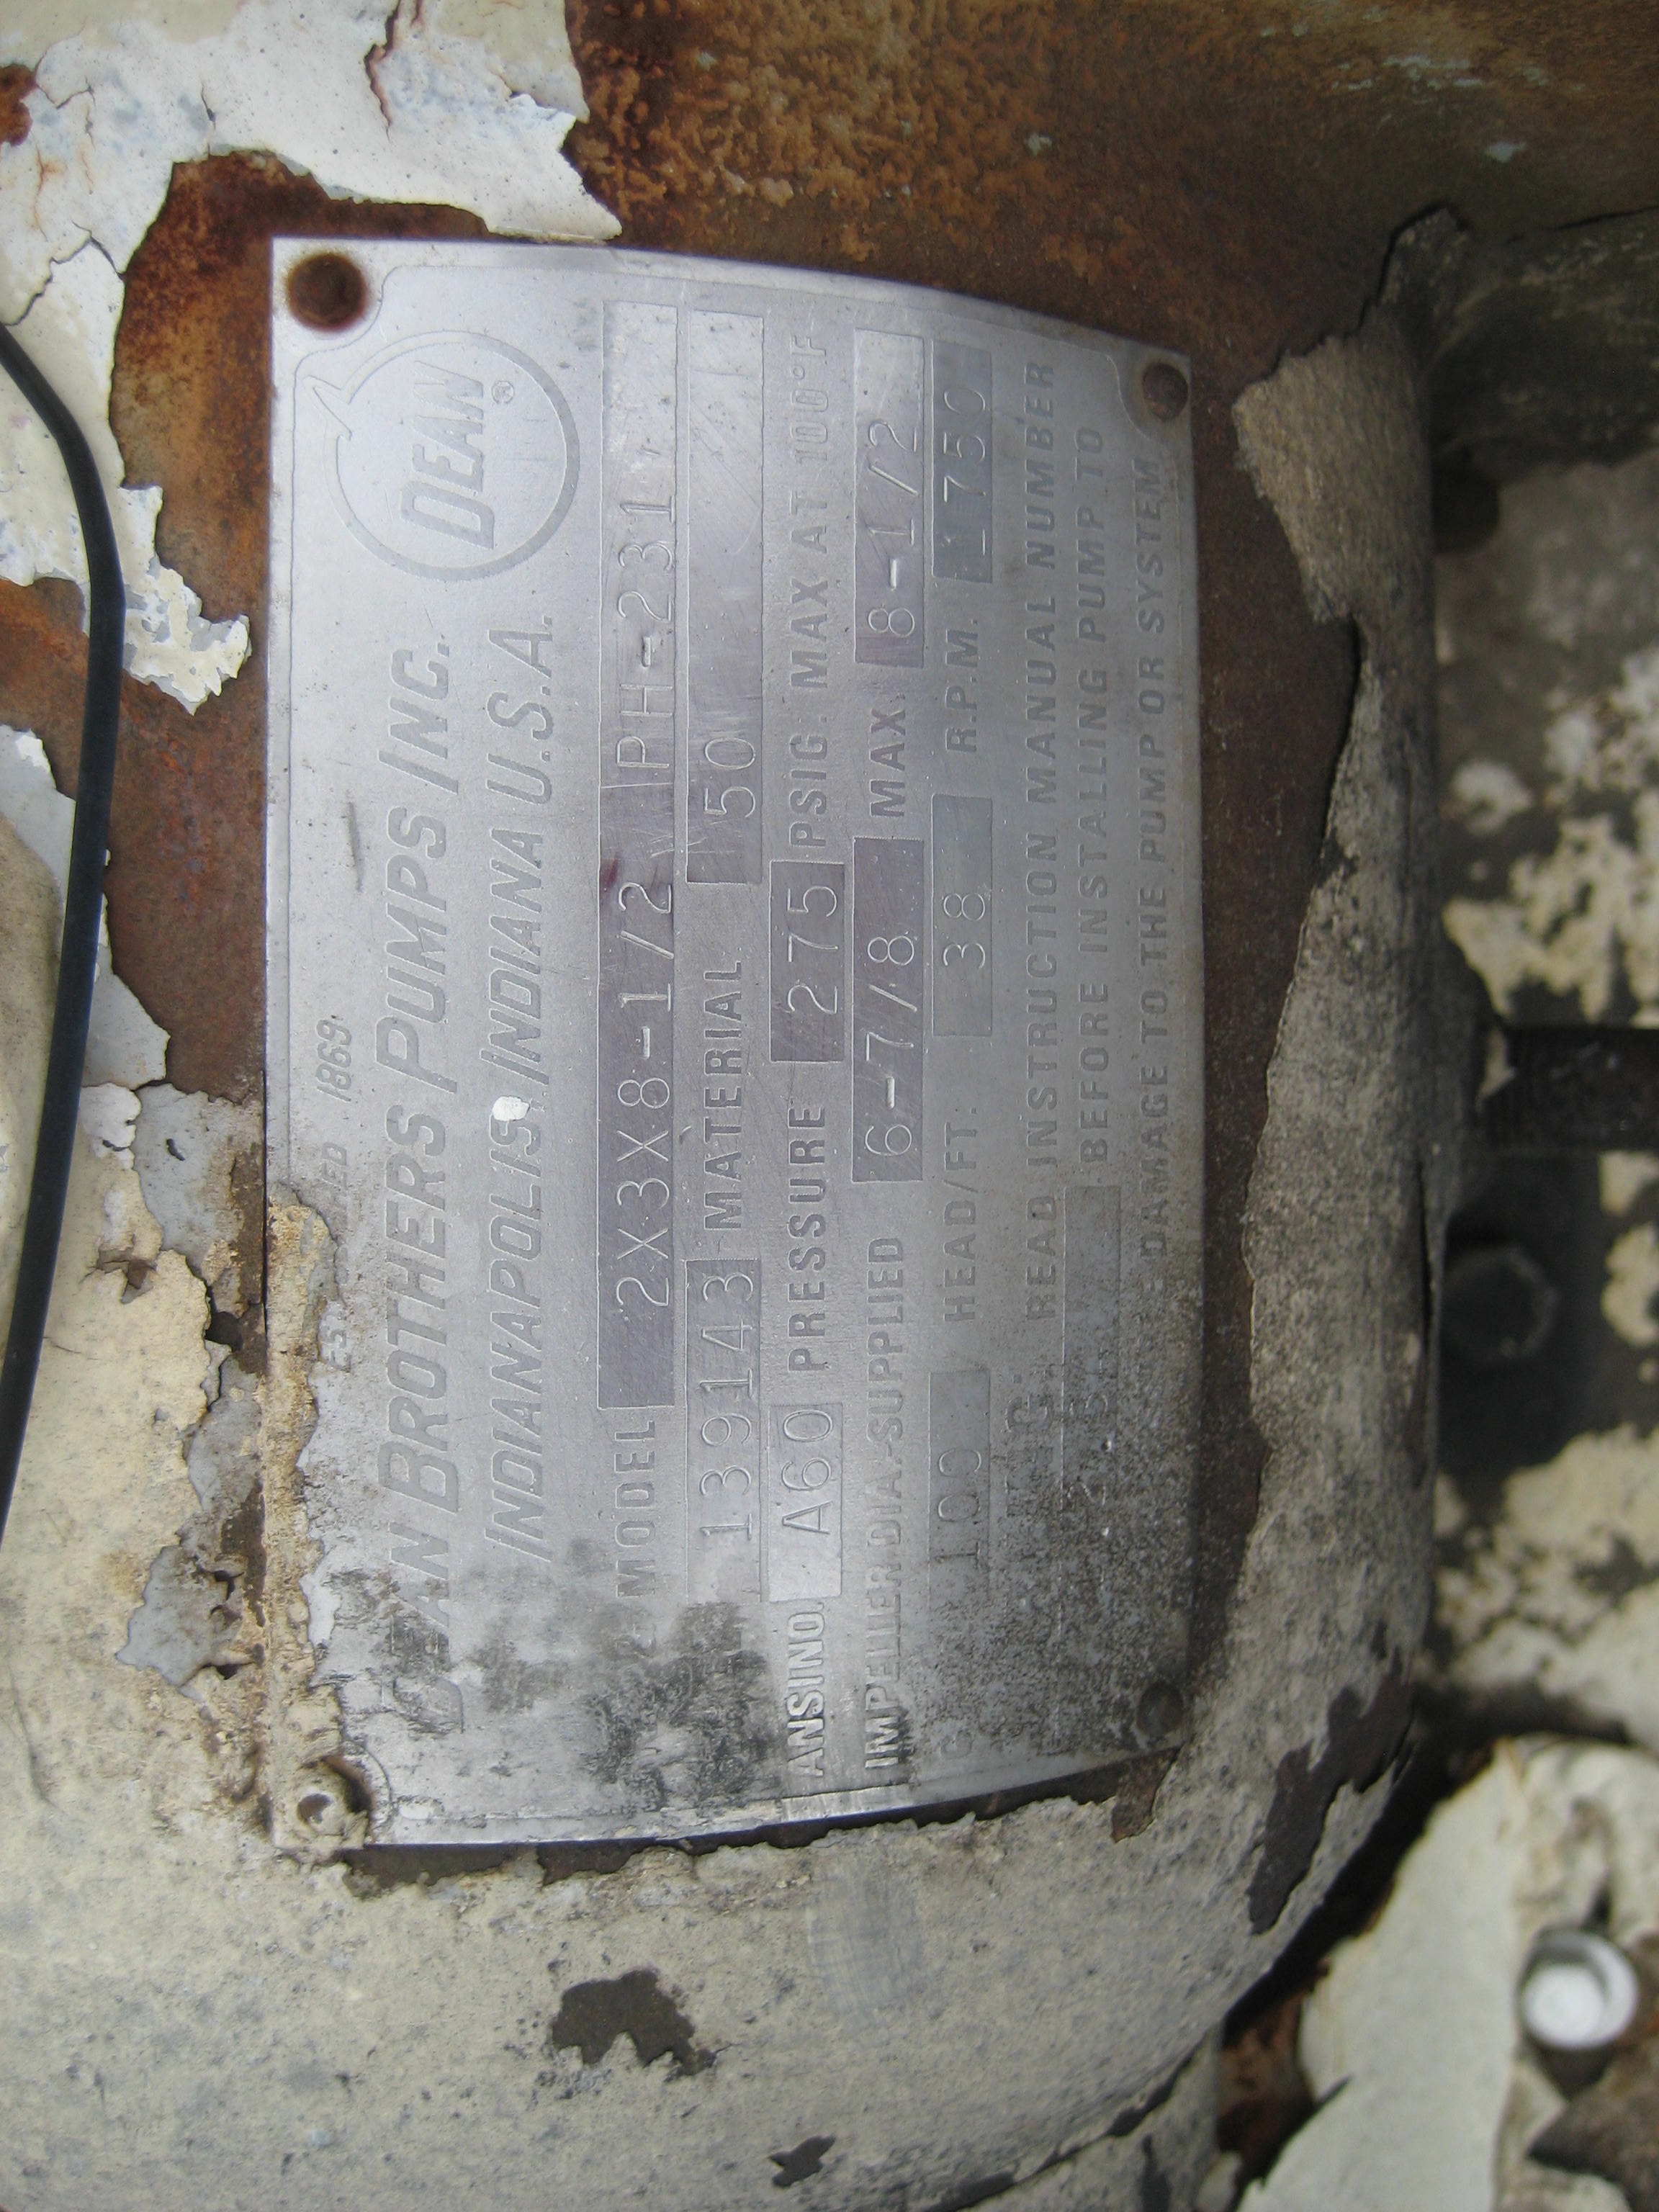 ESTABLISHED 1869
DEAN BROTHERS PUMPS INC.
INDIANAPOLIS, INDIANA U.S.A.
DEAN®
MODEL 2X3X8-1/2 PH-231
139143 MATERIAL 50
ANSI NO. A60 PRESSURE 275 PSIG. MAX AT 100°F
IMPELLER DIA.-SUPPLIED 6-7/8 MAX. 8-1/2
100 HEAD/FT. 38 R.P.M. 1750
READ INSTRUCTION MANUAL NUMBER
BEFORE INSTALLING PUMP TO
DAMAGE TO THE PUMP OR SYSTEM